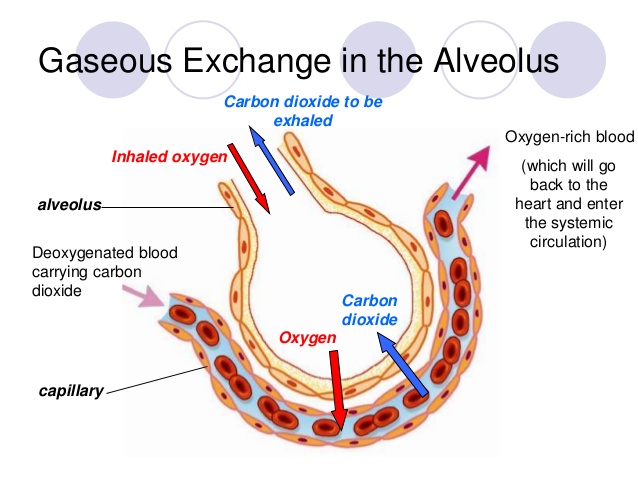 Gaseous Exchange in the Alveolus
Carbon dioxide to be
exhaled
Inhaled oxygen
Oxygen-rich blood
(which will go
back to the
heart and enter
the systemic
circulation)
alveolus
Deoxygenated blood
carrying carbon
dioxide
Carbon
dioxide
Oxygen
capillary